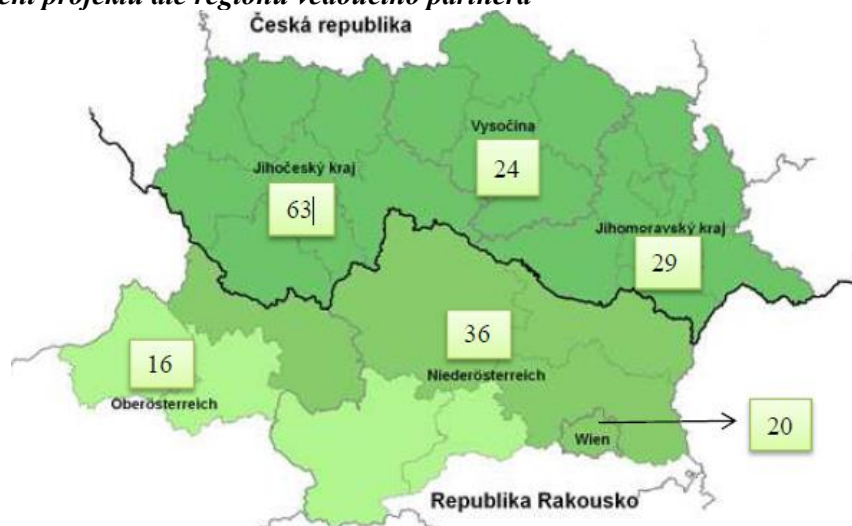 ení projektů dle regionu vedoucího partnera
Česká republika
Vysočina
24
Jihočeský kraj
63
Jihomoravský kraj
29
36
Niederösterreich
16
Oberösterreich
20
Wien
Republika Rakousko